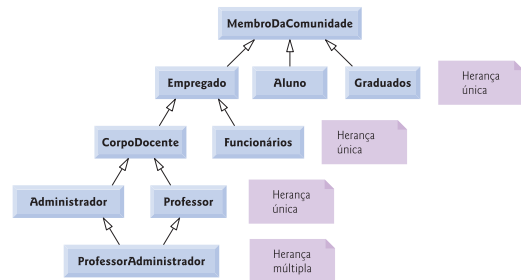 MembroDaComunidade
Empregado
Aluno
Graduados
Herança
única
CorpoDocente
Funcionários
Herança
única
Administrador
Professor
Herança
única
ProfessorAdministrador
Herança
múltipla